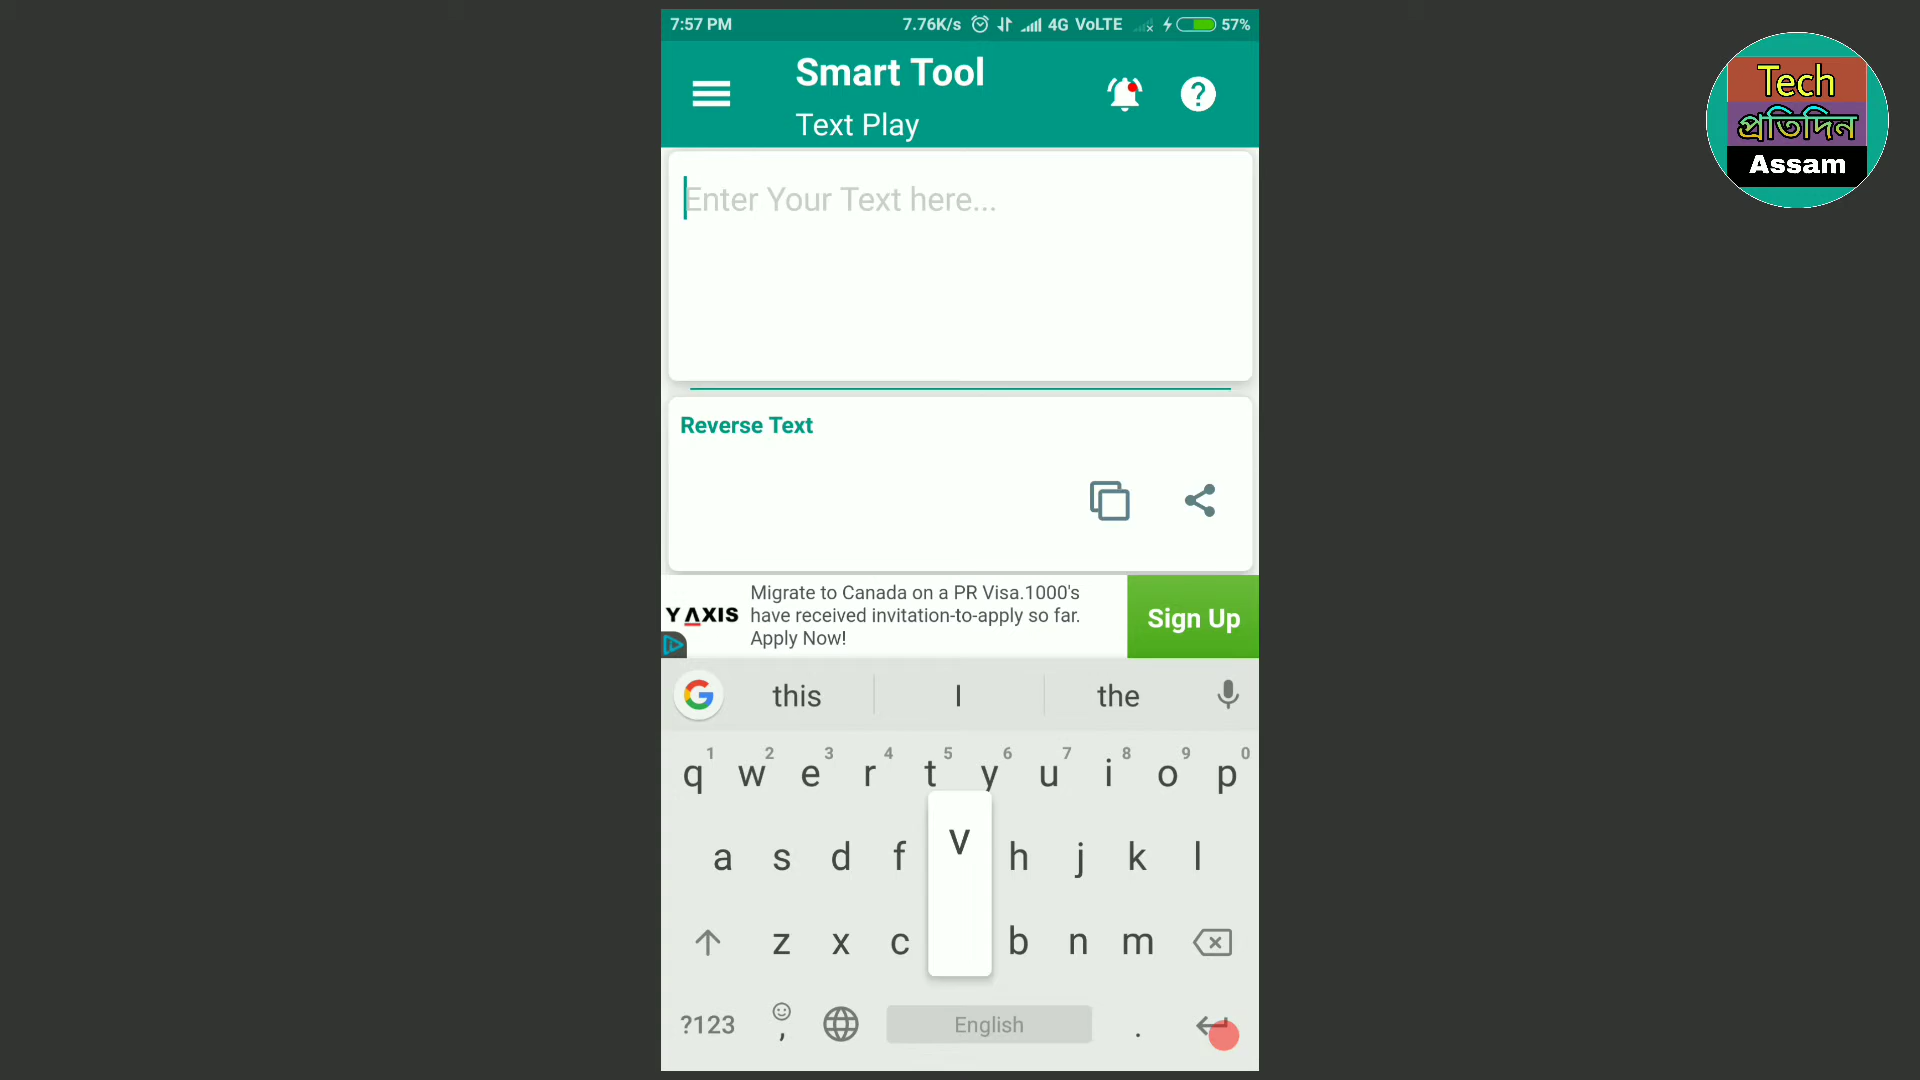 7:57 PM 7.76K/s 4G VoLTE 57%
Smart Tool
Text Play
Tech
প্ৰতিদিন
Assam
Enter Your Text here...
Reverse Text
Y AXIS
Migrate to Canada on a PR Visa.1000's
have received invitation-to-apply so far.
Apply Now!
Sign Up
this I the
1 2 3 4 5 6 7 8 9 0
q w e r t y u i o p
a s d f v h j k l
z x c b n m
?123 , English .